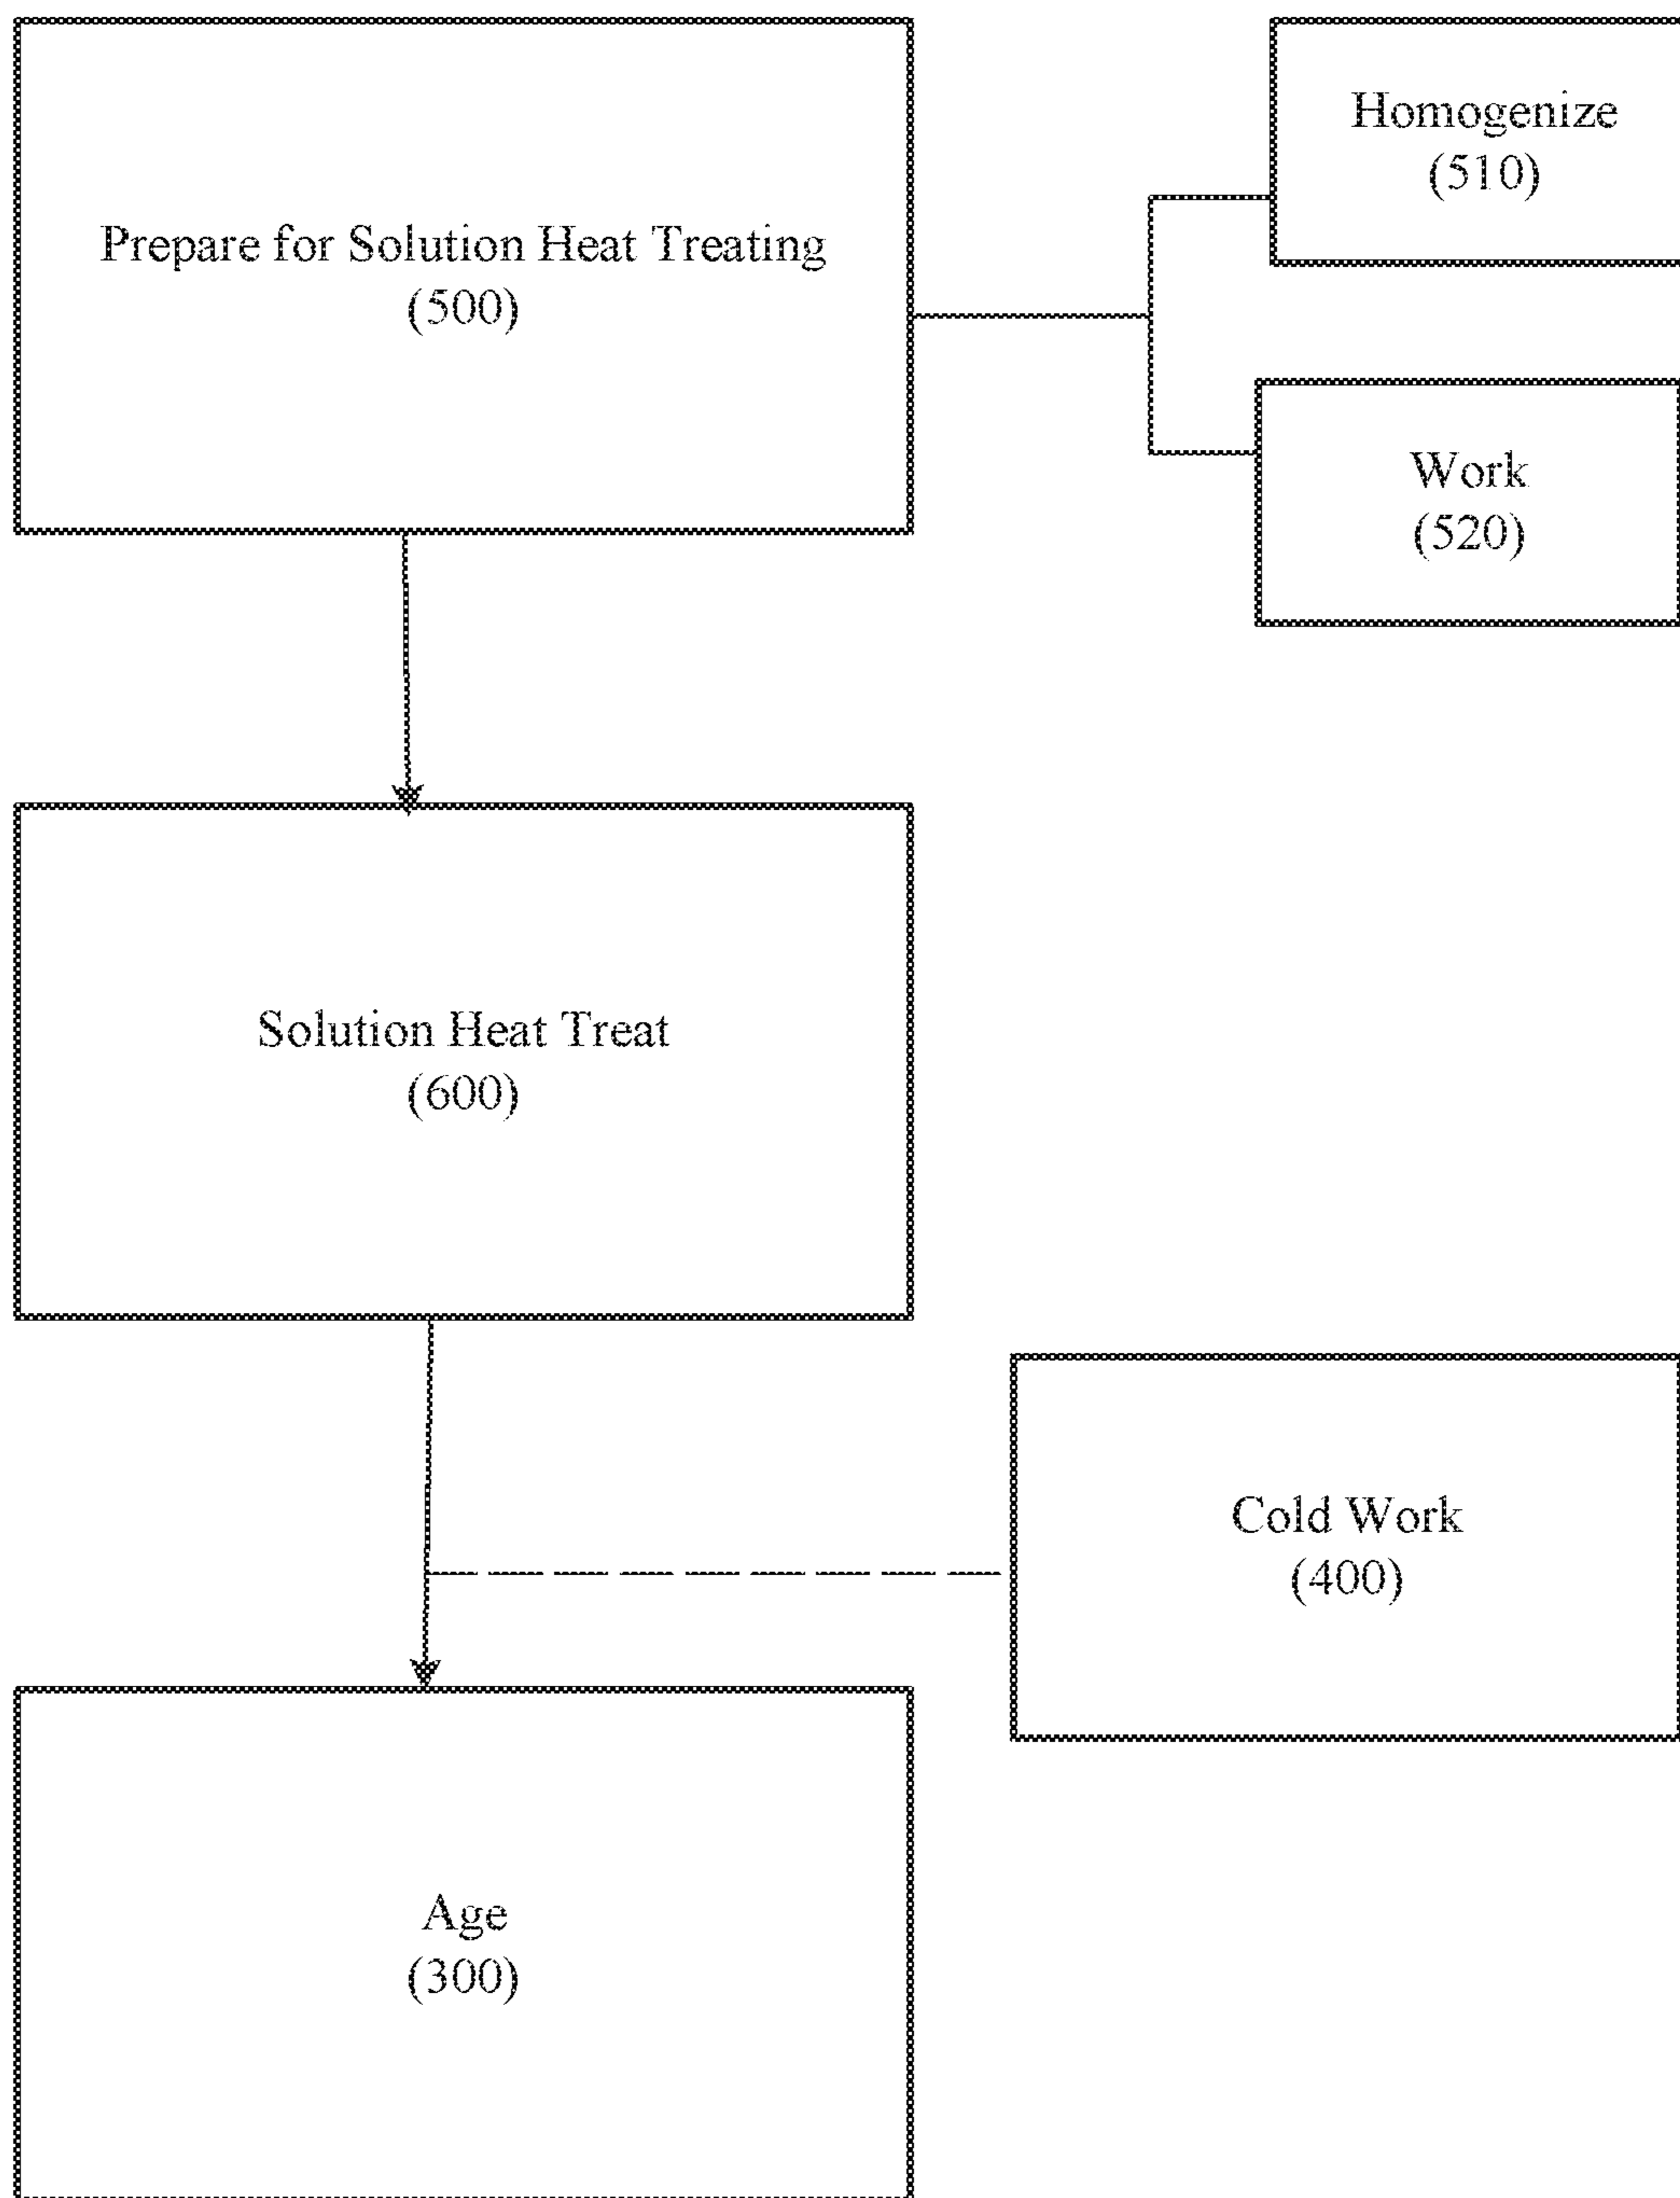 Prepare for Solution Heat Treating
(500)
Homogenize
(510)
Work
(520)
Solution Heat Treat
(600)
Cold Work
(400)
Age
(300)